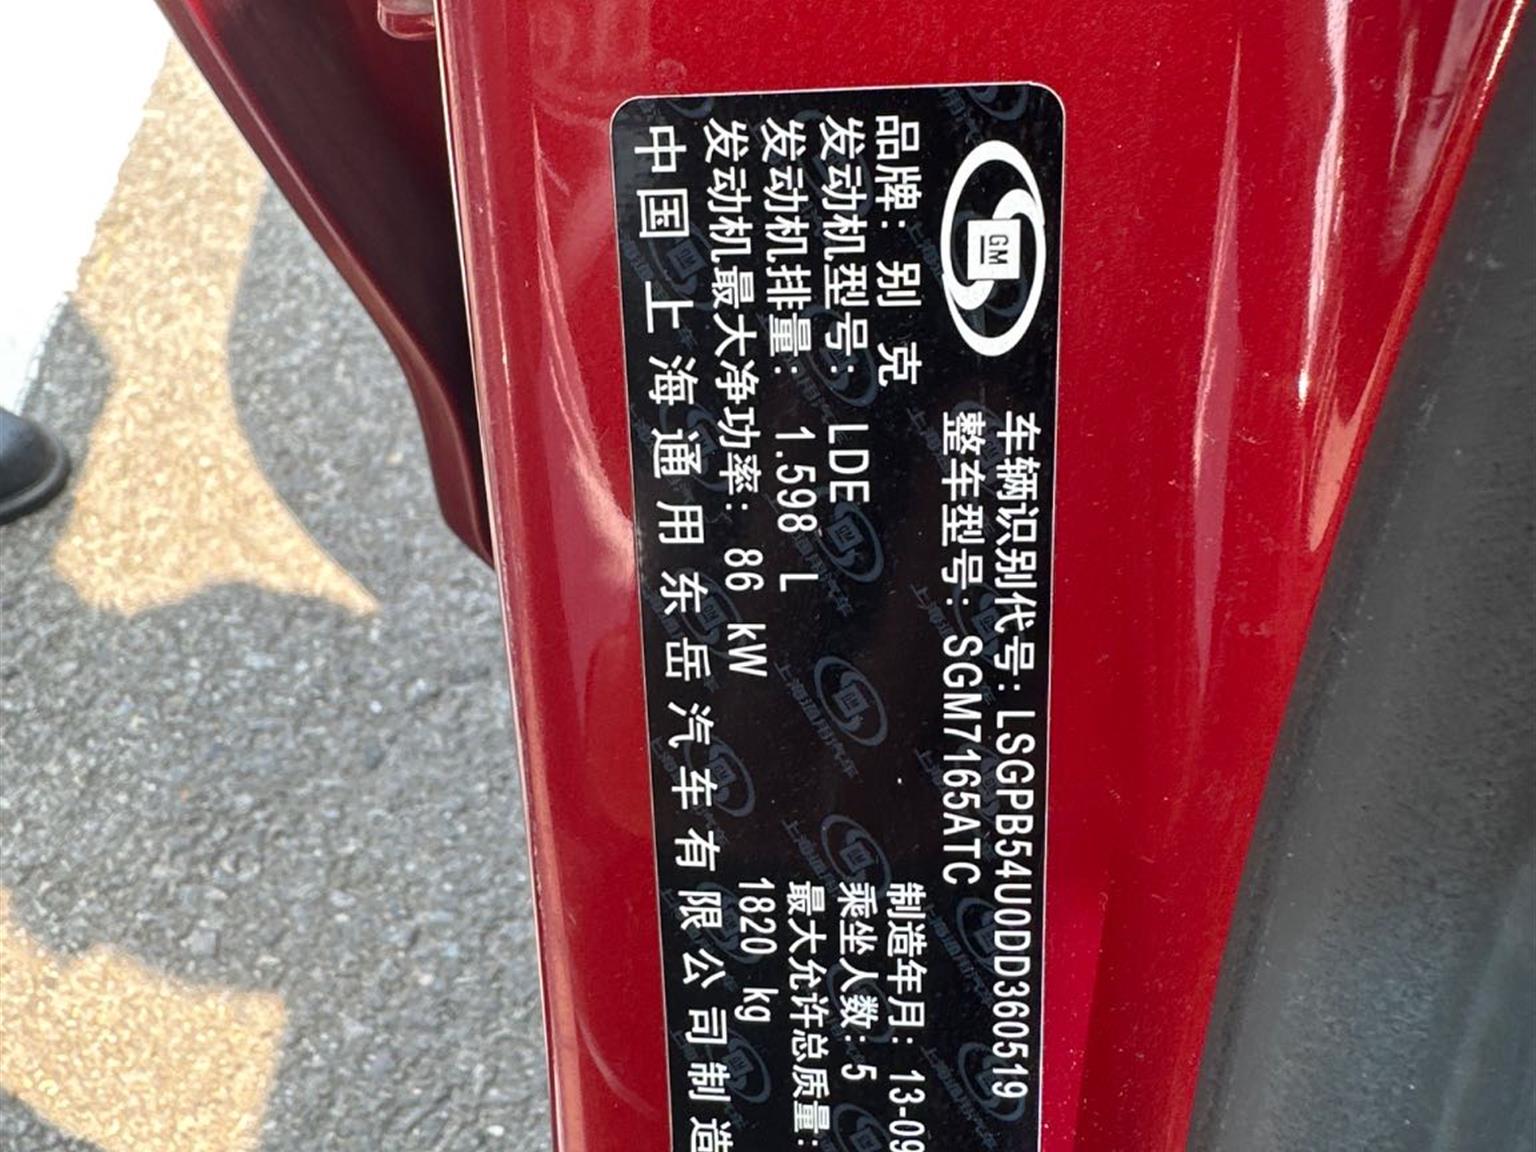 GM
车辆识别代号: LSGPB54U0DD360519
整车型号: SGM7165ATC
品牌: 别克
制造年月: 13-09
发动机型号: LDE
乘坐人数: 5
发动机排量: 1.598 L
最大允许总质量:
发动机最大净功率: 86 kW
1820 kg
中国上海通用东岳汽车有限公司制造